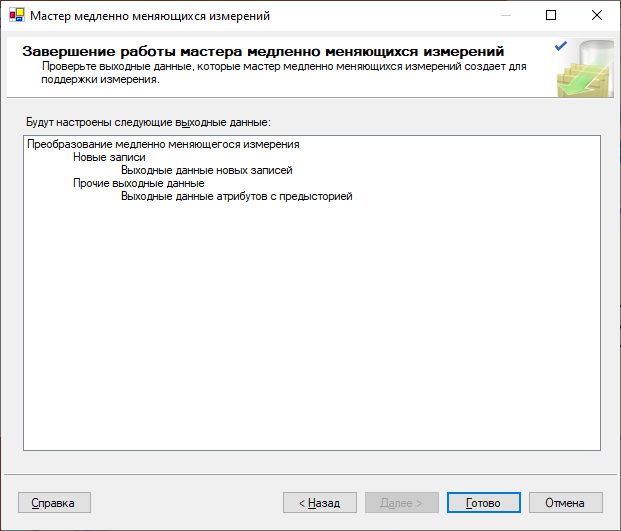 Мастер медленно меняющихся измерений
Завершение работы мастера медленно меняющихся измерений
Проверьте выходные данные, которые мастер медленно меняющихся измерений создает для
поддержки измерения.
Будут настроены следующие выходные данные:
Преобразование медленно меняющегося измерения
Новые записи
Выходные данные новых записей
Прочие выходные данные
Выходные данные атрибутов с предысторией
Справка
< Назад
Далее >
Готово
Отмена